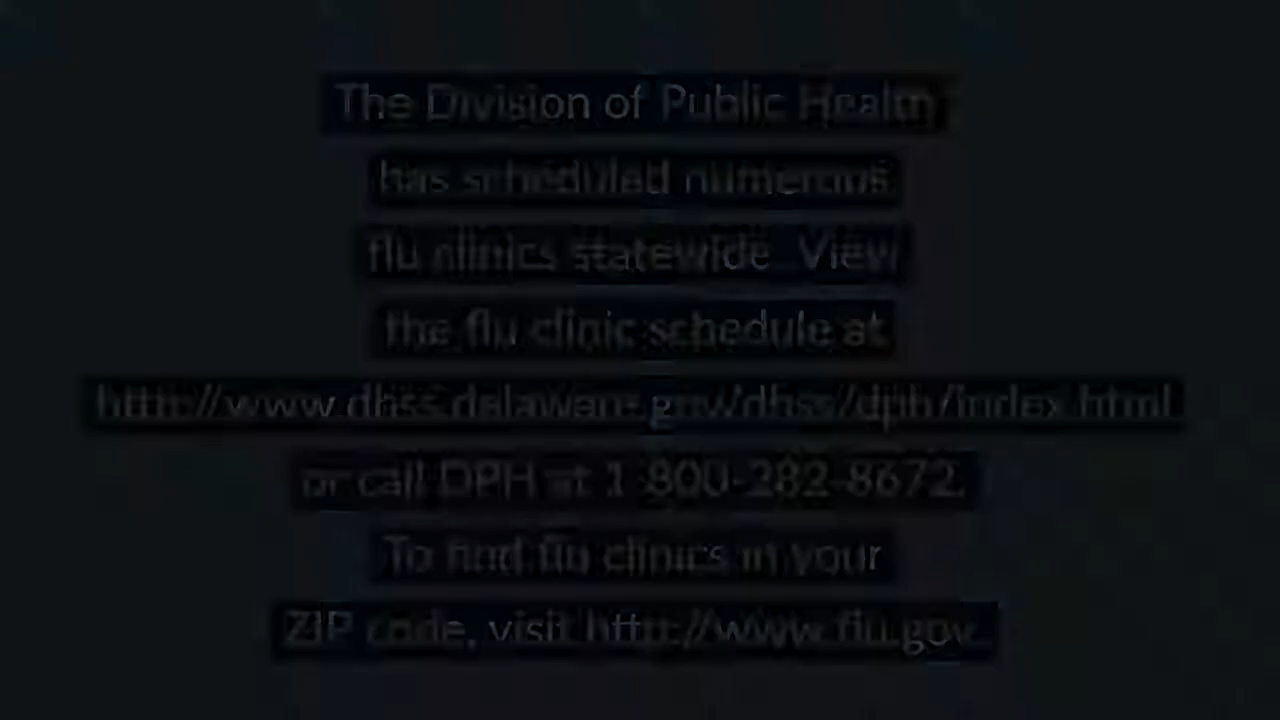 The Division of Public Health
has scheduled numerous
flu clinics statewide. View
the flu clinic schedule at
http://www.dhss.delaware.gov/dhss/dph/index.html
or call DPH at 1-800-282-8672.
To find flu clinics in your
ZIP code, visit http://www.flu.gov.